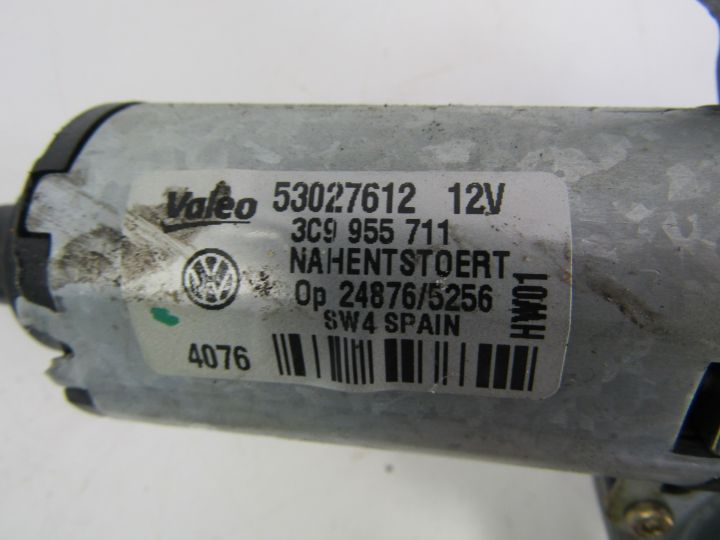 Valeo 53027612 12V
3C9 955 711
NAHENTSTOERT
Op 24876/5256
SW4 SPAIN
HW01
4076